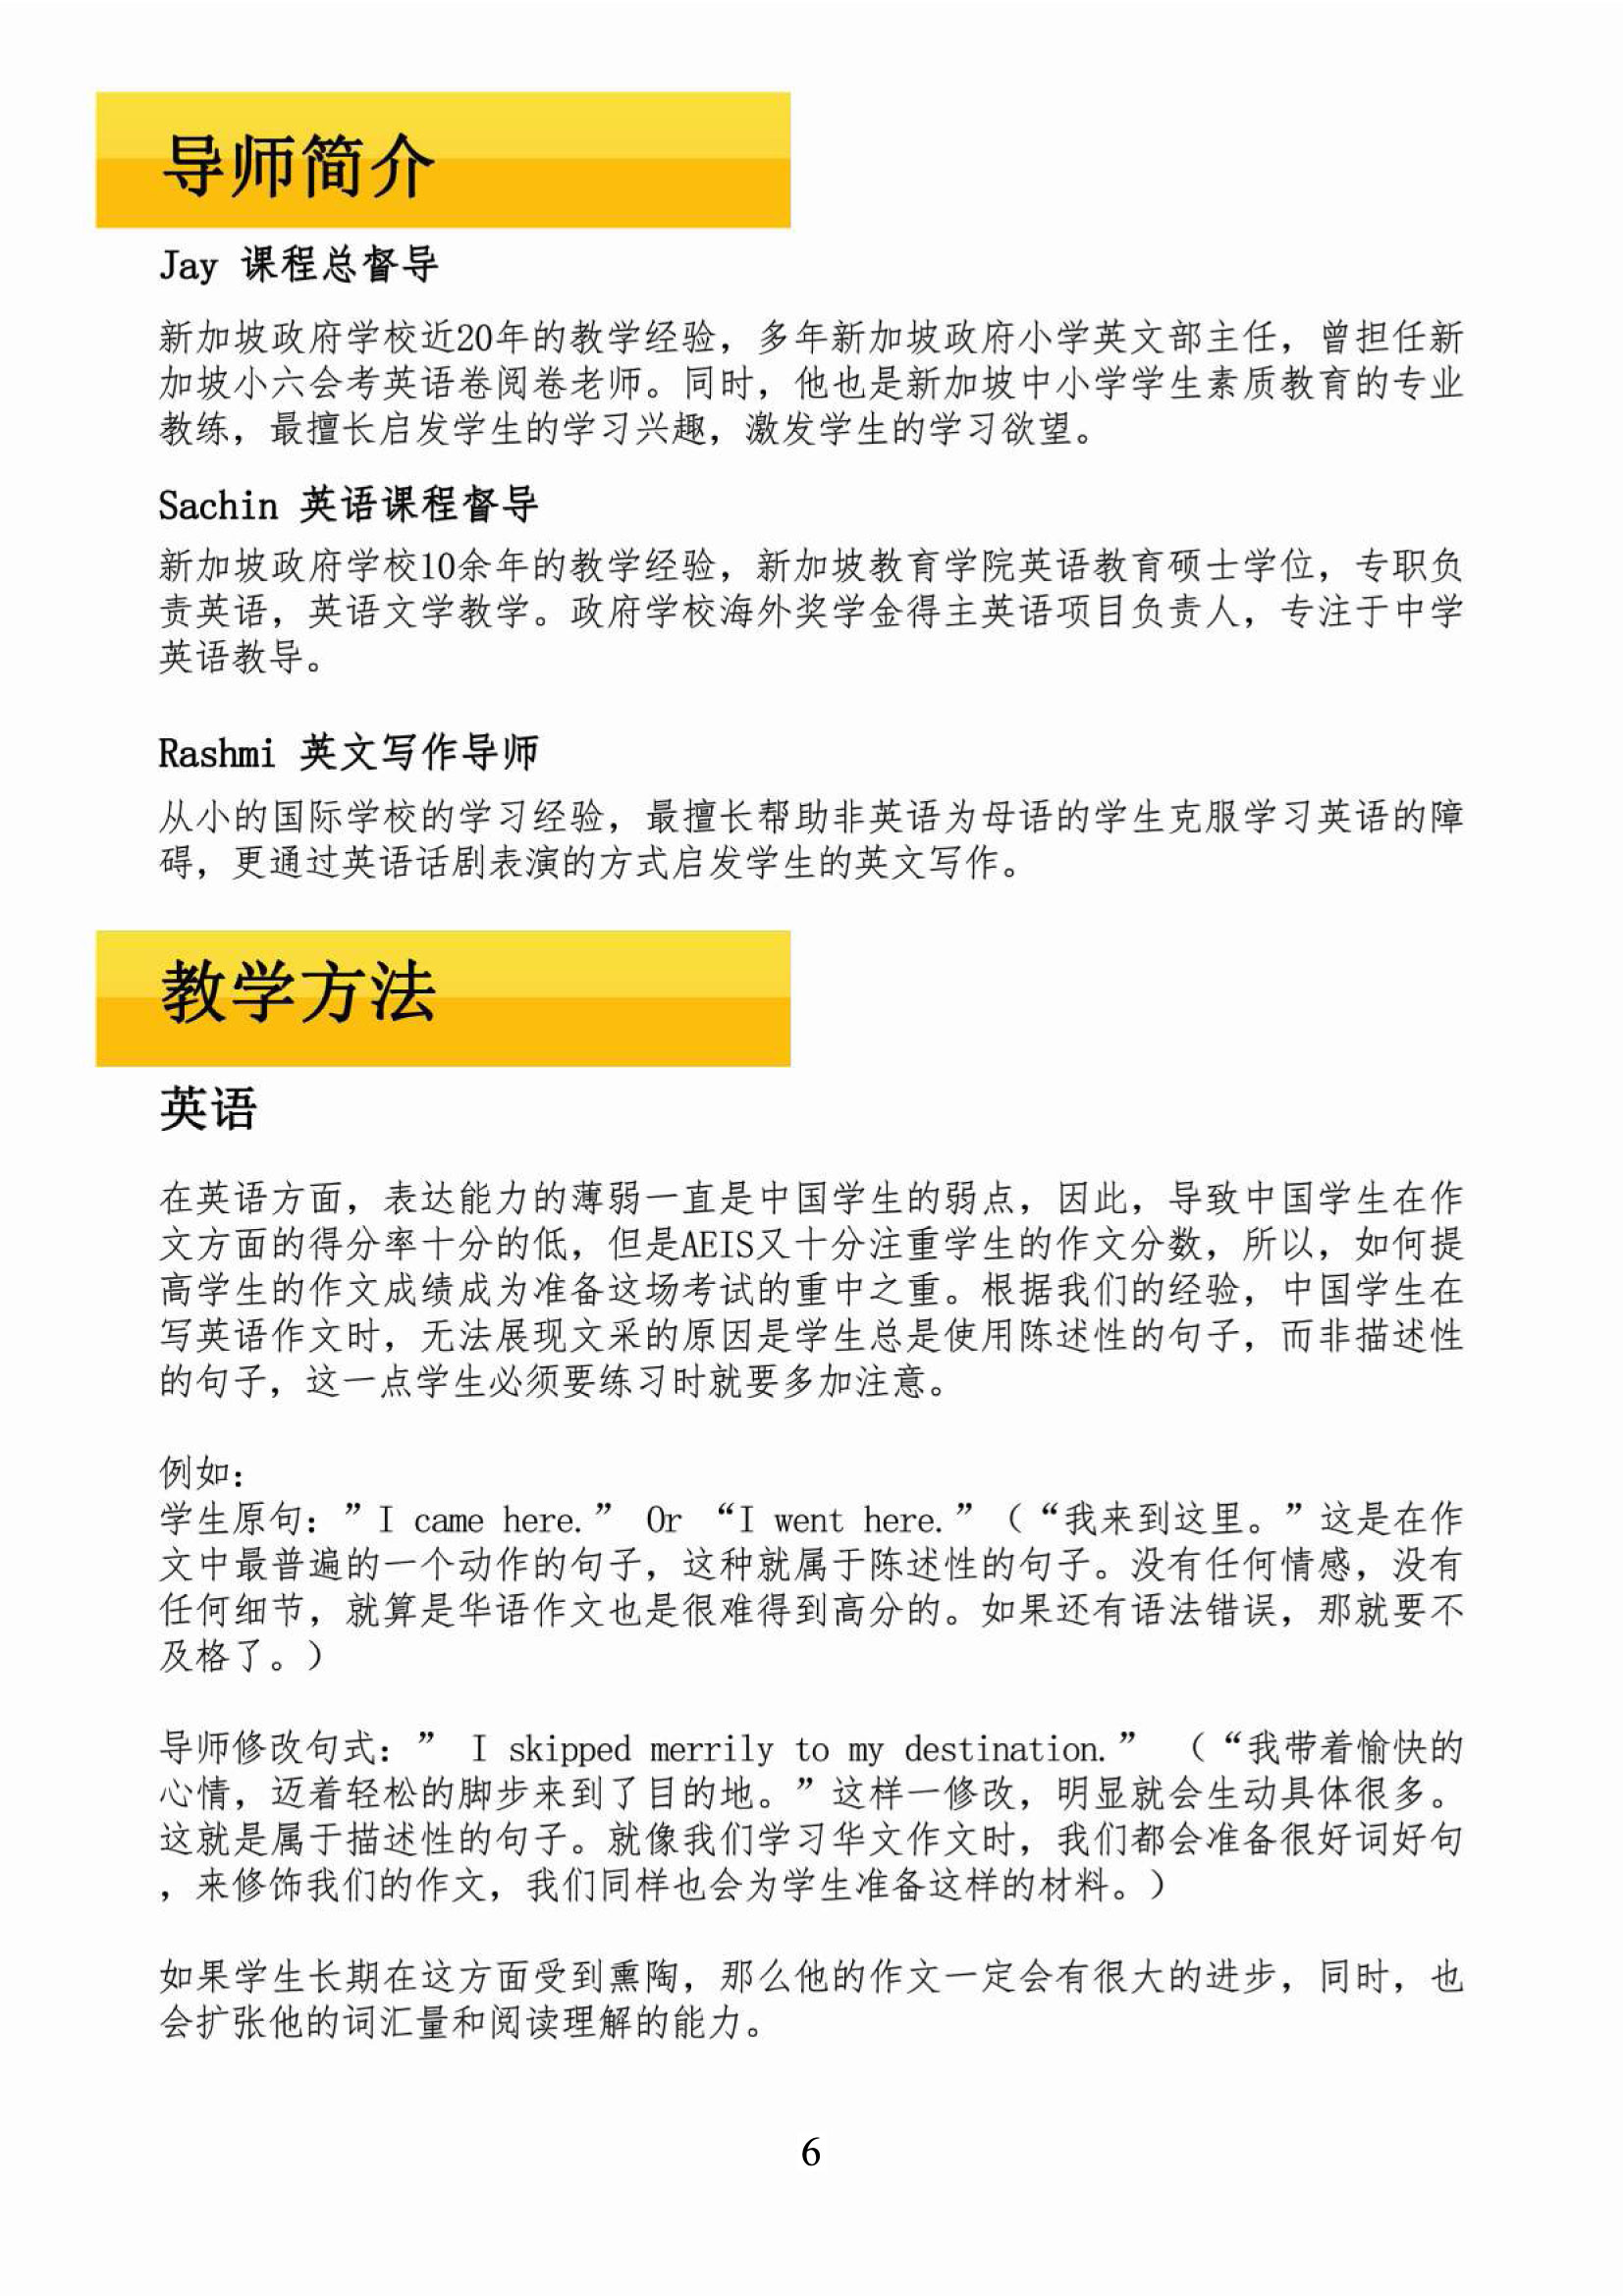 导师简介
Jay 课程总督导
新加坡政府学校近20年的教学经验，多年新加坡政府小学英文部主任，曾担任新
加坡小六会考英语卷阅卷老师。同时，他也是新加坡中小学学生素质教育的专业
教练，最擅长启发学生的学习兴趣，激发学生的学习欲望。
Sachin 英语课程督导
新加坡政府学校10余年的教学经验，新加坡教育学院英语教育硕士学位，专职负
责英语，英语文学教学。政府学校海外奖学金得主英语项目负责人，专注于中学
英语教导。
Rashmi 英文写作导师
从小的国际学校的学习经验，最擅长帮助非英语为母语的学生克服学习英语的障
碍，更通过英语话剧表演的方式启发学生的英文写作。
教学方法
英语
在英语方面，表达能力的薄弱一直是中国学生的弱点，因此，导致中国学生在作
文方面的得分率十分的低，但是AEIS又十分注重学生的作文分数，所以，如何提
高学生的作文成绩成为准备这场考试的重中之重。根据我们的经验，中国学生在
写英语作文时，无法展现文采的原因是学生总是使用陈述性的句子，而非描述性
的句子，这一点学生必须要练习时就要多加注意。
例如：
学生原句：”I came here.” Or “I went here.”（“我来到这里。”这是在作
文中最普遍的一个动作的句子，这种就属于陈述性的句子。没有任何情感，没有
任何细节，就算是华语作文也是很难得到高分的。如果还有语法错误，那就要不
及格了。）
导师修改句式：” I skipped merrily to my destination.” （“我带着愉快的
心情，迈着轻松的脚步来到了目的地。”这样一修改，明显就会生动具体很多。
这就是属于描述性的句子。就像我们学习华文作文时，我们都会准备很好词好句
，来修饰我们的作文，我们同样也会为学生准备这样的材料。）
如果学生长期在这方面受到熏陶，那么他的作文一定会有很大的进步，同时，也
会扩张他的词汇量和阅读理解的能力。
6